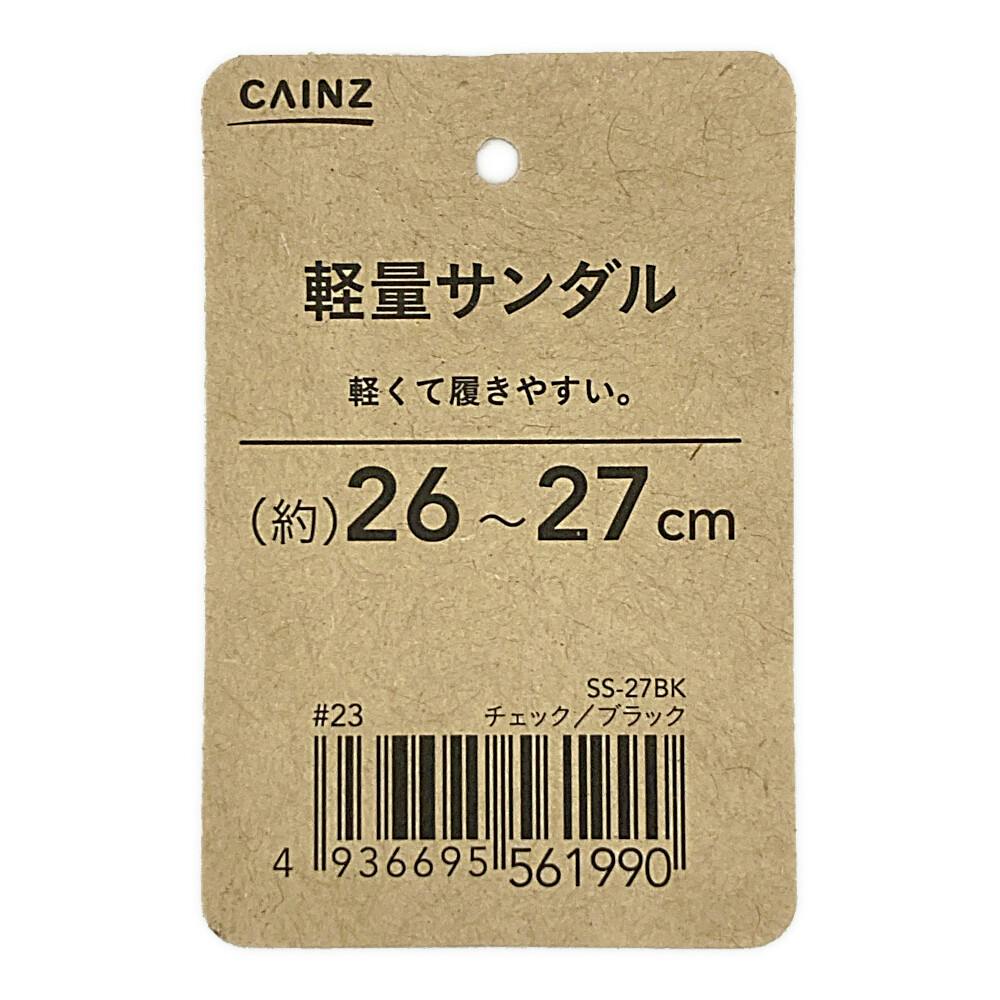 CAINZ
軽量サンダル
軽くて履きやすい。
（約）26～27cm
SS-27BK
#23 チェック／ブラック
4 936695 561990